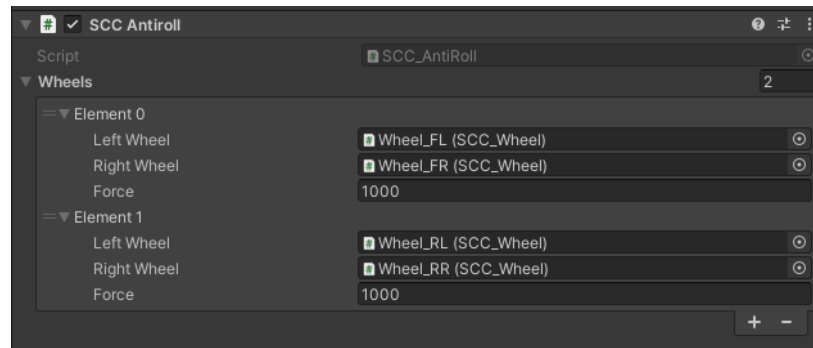 SCC Antiroll
Script SCC_AntiRoll
Wheels 2
Element 0
Left Wheel Wheel_FL (SCC_Wheel)
Right Wheel Wheel_FR (SCC_Wheel)
Force 1000
Element 1
Left Wheel Wheel_RL (SCC_Wheel)
Right Wheel Wheel_RR (SCC_Wheel)
Force 1000